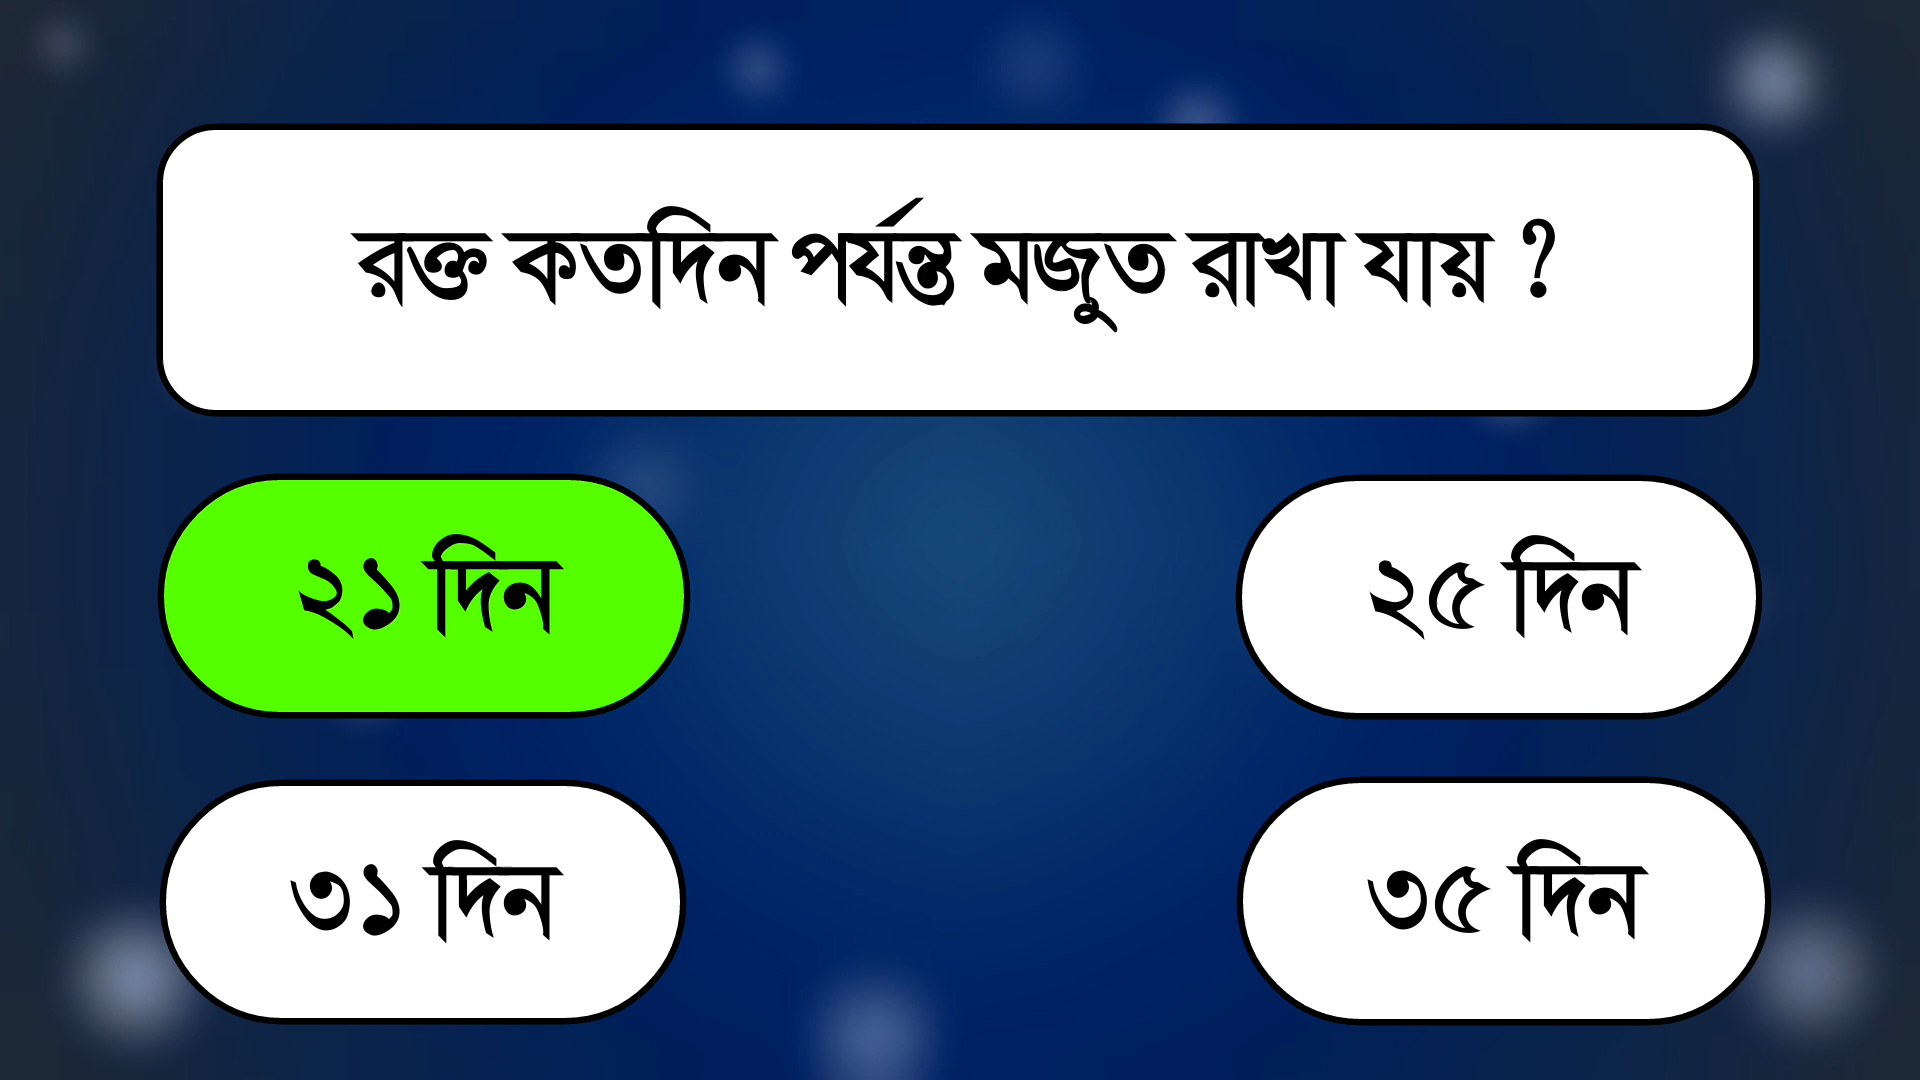 রক্ত কতদিন পর্যন্ত মজুত রাখা যায় ?
২১ দিন
২৫ দিন
৩১ দিন
৩৫ দিন